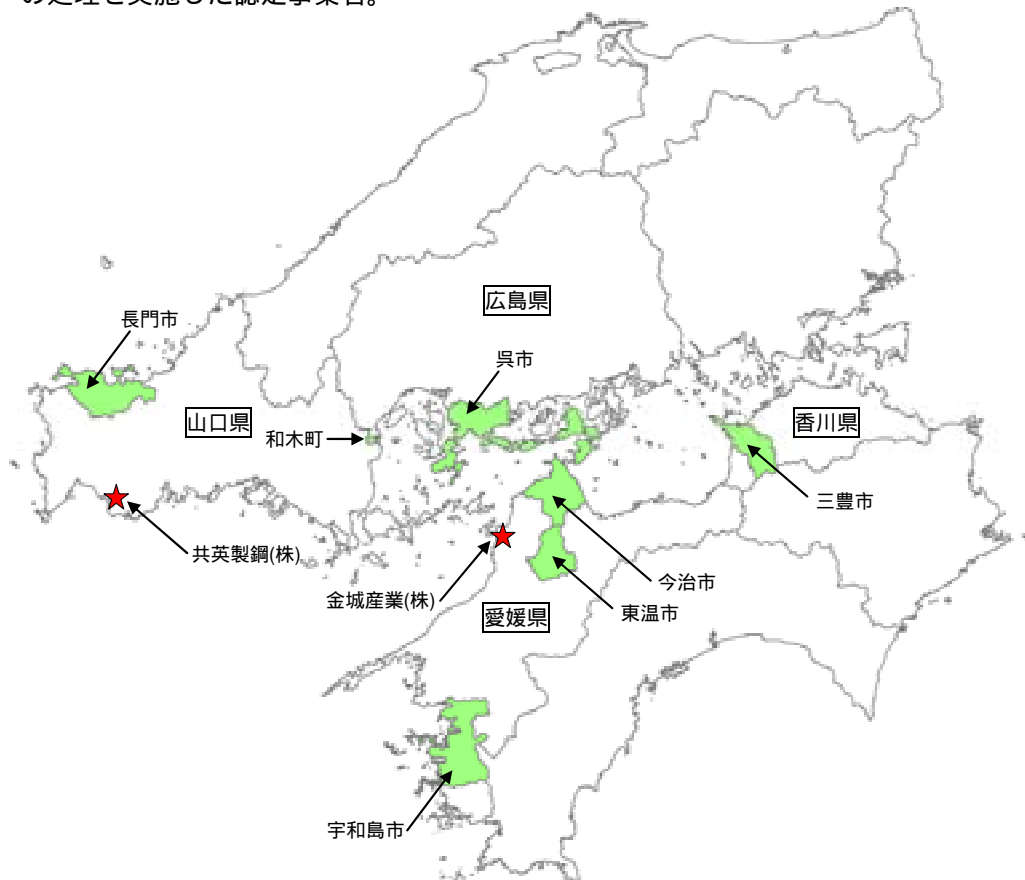 の処理を実施した認定事業者。
広島県
長門市
呉市
山口県
和木町
香川県
三豊市
共英製鋼(株)
金城産業(株)
今治市
東温市
愛媛県
宇和島市